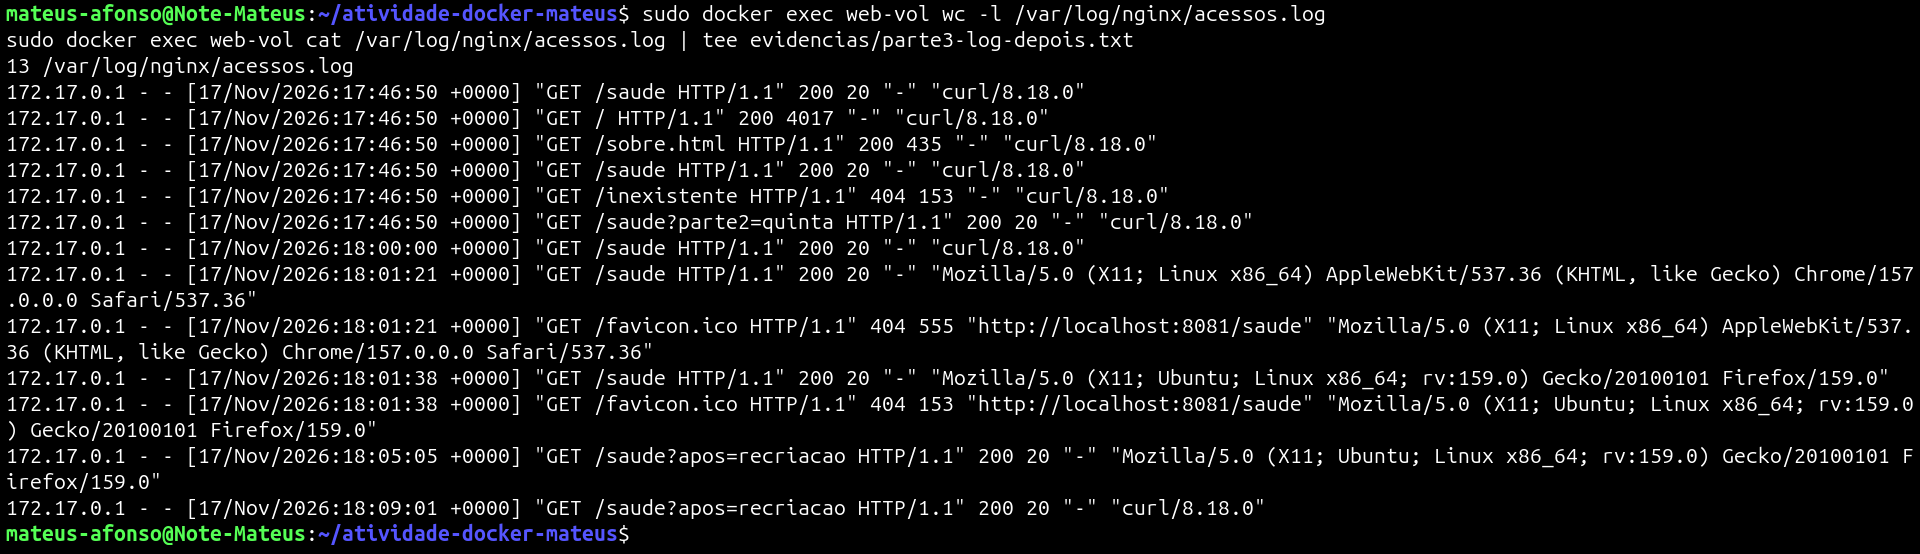 mateus-afonso@Note-Mateus:~/atividade-docker-mateus$ sudo docker exec web-vol wc -l /var/log/nginx/acessos.log
sudo docker exec web-vol cat /var/log/nginx/acessos.log | tee evidencias/parte3-log-depois.txt
13 /var/log/nginx/acessos.log
172.17.0.1 - - [17/Nov/2026:17:46:50 +0000] "GET /saude HTTP/1.1" 200 20 "-" "curl/8.18.0"
172.17.0.1 - - [17/Nov/2026:17:46:50 +0000] "GET / HTTP/1.1" 200 4017 "-" "curl/8.18.0"
172.17.0.1 - - [17/Nov/2026:17:46:50 +0000] "GET /sobre.html HTTP/1.1" 200 435 "-" "curl/8.18.0"
172.17.0.1 - - [17/Nov/2026:17:46:50 +0000] "GET /saude HTTP/1.1" 200 20 "-" "curl/8.18.0"
172.17.0.1 - - [17/Nov/2026:17:46:50 +0000] "GET /inexistente HTTP/1.1" 404 153 "-" "curl/8.18.0"
172.17.0.1 - - [17/Nov/2026:17:46:50 +0000] "GET /saude?parte2=quinta HTTP/1.1" 200 20 "-" "curl/8.18.0"
172.17.0.1 - - [17/Nov/2026:18:00:00 +0000] "GET /saude HTTP/1.1" 200 20 "-" "curl/8.18.0"
172.17.0.1 - - [17/Nov/2026:18:01:21 +0000] "GET /saude HTTP/1.1" 200 20 "-" "Mozilla/5.0 (X11; Linux x86_64) AppleWebKit/537.36 (KHTML, like Gecko) Chrome/157
.0.0.0 Safari/537.36"
172.17.0.1 - - [17/Nov/2026:18:01:21 +0000] "GET /favicon.ico HTTP/1.1" 404 555 "http://localhost:8081/saude" "Mozilla/5.0 (X11; Linux x86_64) AppleWebKit/537.
36 (KHTML, like Gecko) Chrome/157.0.0.0 Safari/537.36"
172.17.0.1 - - [17/Nov/2026:18:01:38 +0000] "GET /saude HTTP/1.1" 200 20 "-" "Mozilla/5.0 (X11; Ubuntu; Linux x86_64; rv:159.0) Gecko/20100101 Firefox/159.0"
172.17.0.1 - - [17/Nov/2026:18:01:38 +0000] "GET /favicon.ico HTTP/1.1" 404 153 "http://localhost:8081/saude" "Mozilla/5.0 (X11; Ubuntu; Linux x86_64; rv:159.0
) Gecko/20100101 Firefox/159.0"
172.17.0.1 - - [17/Nov/2026:18:05:05 +0000] "GET /saude?apos=recriacao HTTP/1.1" 200 20 "-" "Mozilla/5.0 (X11; Ubuntu; Linux x86_64; rv:159.0) Gecko/20100101 F
irefox/159.0"
172.17.0.1 - - [17/Nov/2026:18:09:01 +0000] "GET /saude?apos=recriacao HTTP/1.1" 200 20 "-" "curl/8.18.0"
mateus-afonso@Note-Mateus:~/atividade-docker-mateus$